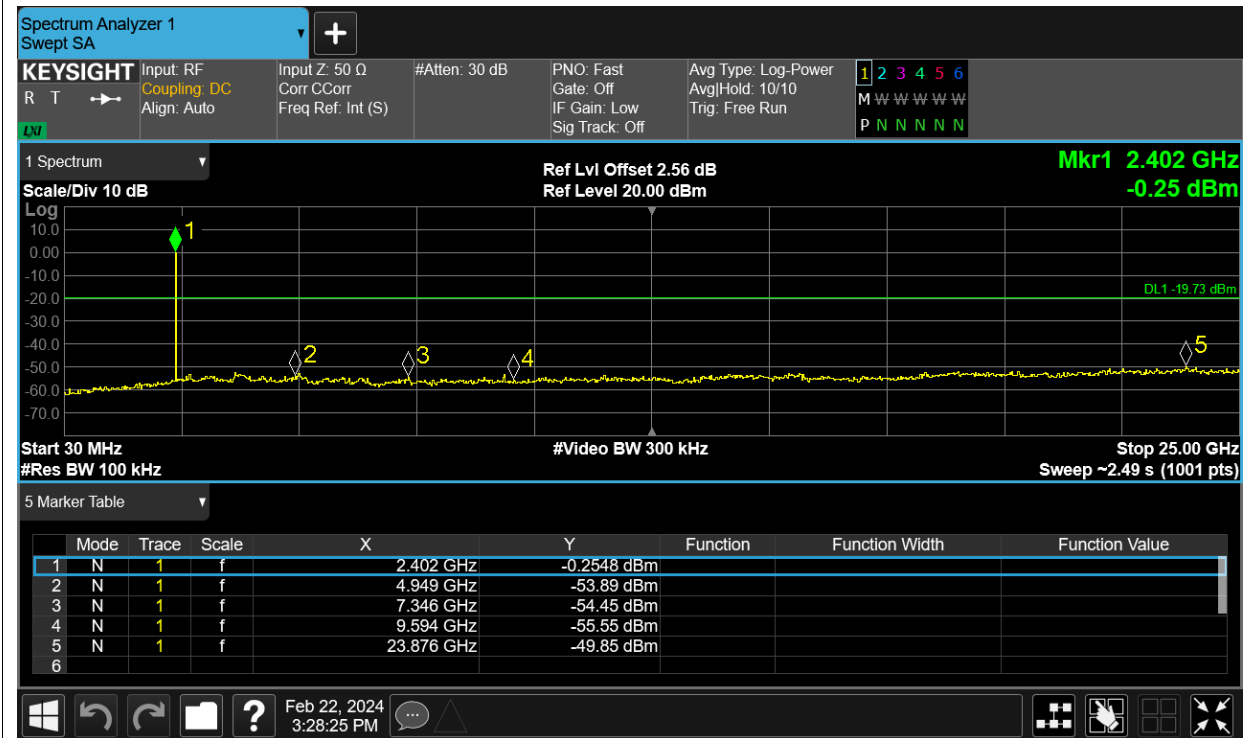 Spectrum Analyzer 1
Swept SA
+
KEYSIGHT
R T
LXI
Input: RF
Coupling: DC
Align: Auto
Input Z: 50 Ω
Corr CCorr
Freq Ref: Int (S)
#Atten: 30 dB
PNO: Fast
Gate: Off
IF Gain: Low
Sig Track: Off
Avg Type: Log-Power
Avg|Hold: 10/10
Trig: Free Run
1 2 3 4 5 6
M W W W W W
P N N N N N
1 Spectrum
Scale/Div 10 dB
Ref Lvl Offset 2.56 dB
Ref Level 20.00 dBm
Mkr1 2.402 GHz
-0.25 dBm
Log
10.0
0.00
-10.0
-20.0
-30.0
-40.0
-50.0
-60.0
-70.0
1
DL1 -19.73 dBm
2
3
4
5
Start 30 MHz
#Video BW 300 kHz
Stop 25.00 GHz
#Res BW 100 kHz
Sweep ~2.49 s (1001 pts)
5 Marker Table
Mode Trace Scale X Y Function Function Width Function Value
1 N 1 f 2.402 GHz -0.2548 dBm
2 N 1 f 4.949 GHz -53.89 dBm
3 N 1 f 7.346 GHz -54.45 dBm
4 N 1 f 9.594 GHz -55.55 dBm
5 N 1 f 23.876 GHz -49.85 dBm
6
?
Feb 22, 2024
3:28:25 PM